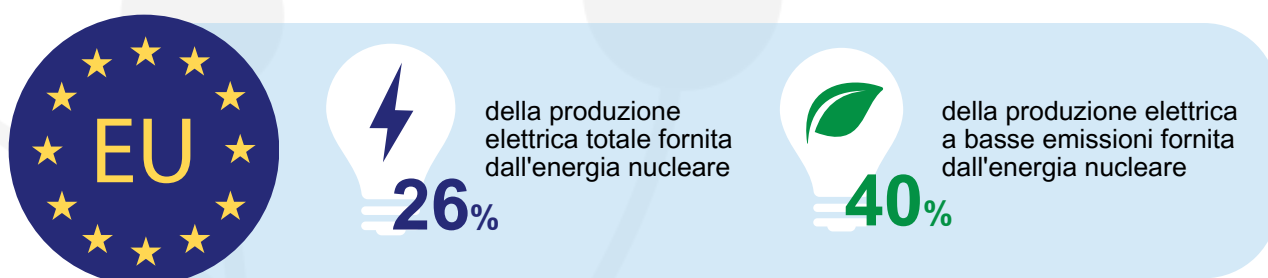 EU
della produzione
elettrica totale fornita
dall'energia nucleare
26%
della produzione elettrica
a basse emissioni fornita
dall'energia nucleare
40%